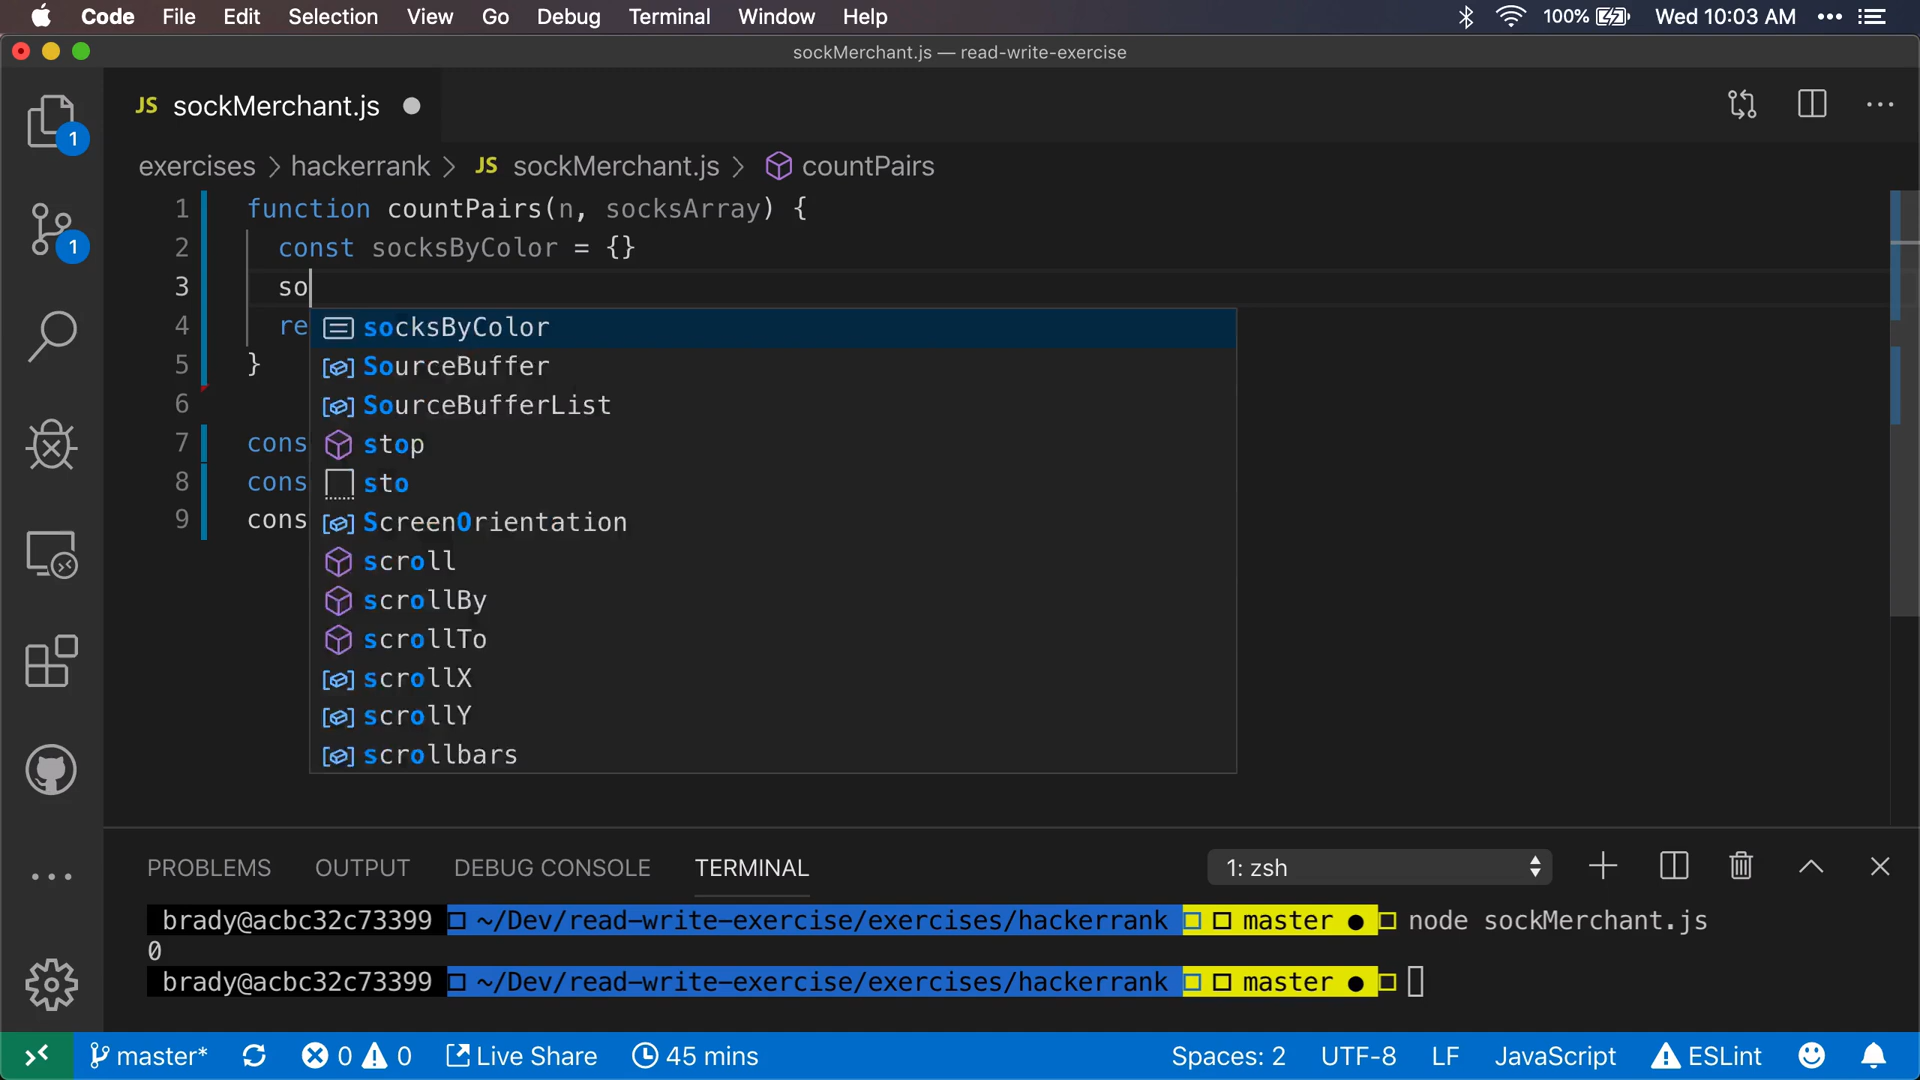 Code File Edit Selection View Go Debug Terminal Window Help 100% Wed 10:03 AM
sockMerchant.js — read-write-exercise
JS sockMerchant.js
exercises > hackerrank > JS sockMerchant.js > countPairs
1 function countPairs(n, socksArray) {
2 const socksByColor = {}
3 so
4 re
5 }
6
7 cons
8 cons
9 cons
socksByColor
SourceBuffer
SourceBufferList
stop
sto
ScreenOrientation
scroll
scrollBy
scrollTo
scrollX
scrollY
scrollbars
1
1
PROBLEMS OUTPUT DEBUG CONSOLE TERMINAL 1: zsh
brady@acbc32c73399 ~/Dev/read-write-exercise/exercises/hackerrank master ● node sockMerchant.js
0
brady@acbc32c73399 ~/Dev/read-write-exercise/exercises/hackerrank master ●
master* 0 0 Live Share 45 mins Spaces: 2 UTF-8 LF JavaScript ESLint